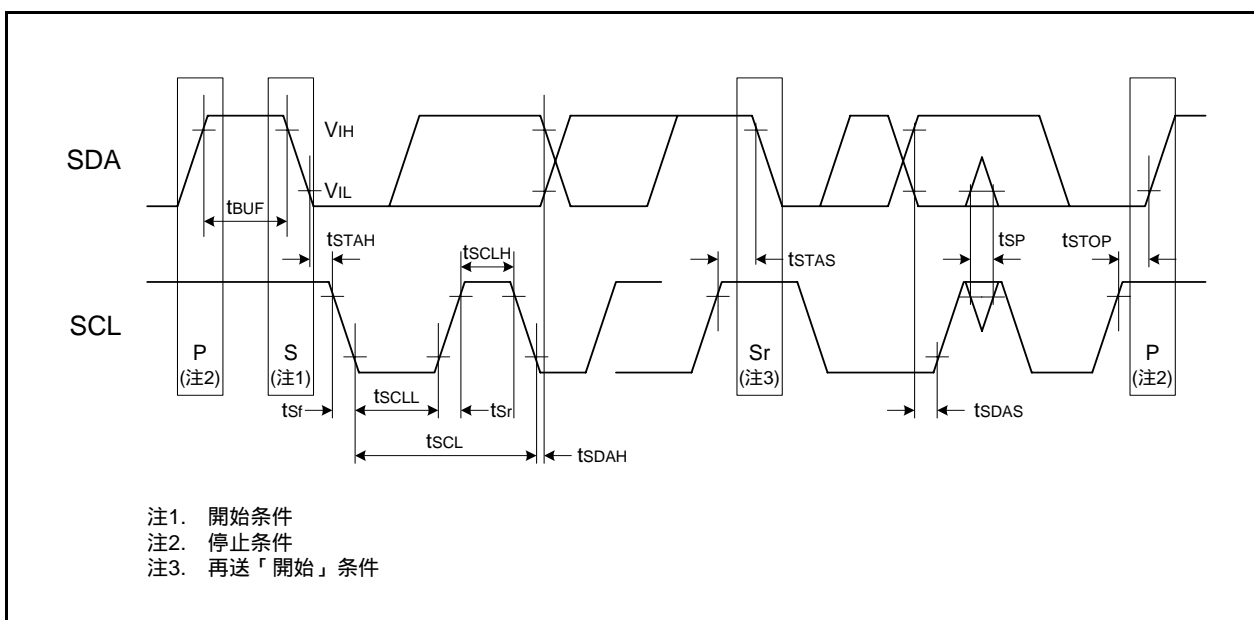 SDA
VIH
VIL
tBUF
tSTAH
tSCLH
tSTAS
tSP
tSTOP
SCL
P
(注2)
S
(注1)
Sr
(注3)
P
(注2)
tSf
tSCLL
tSr
tSCL
tSDAH
tSDAS
注1. 開始条件
注2. 停止条件
注3. 再送「開始」条件